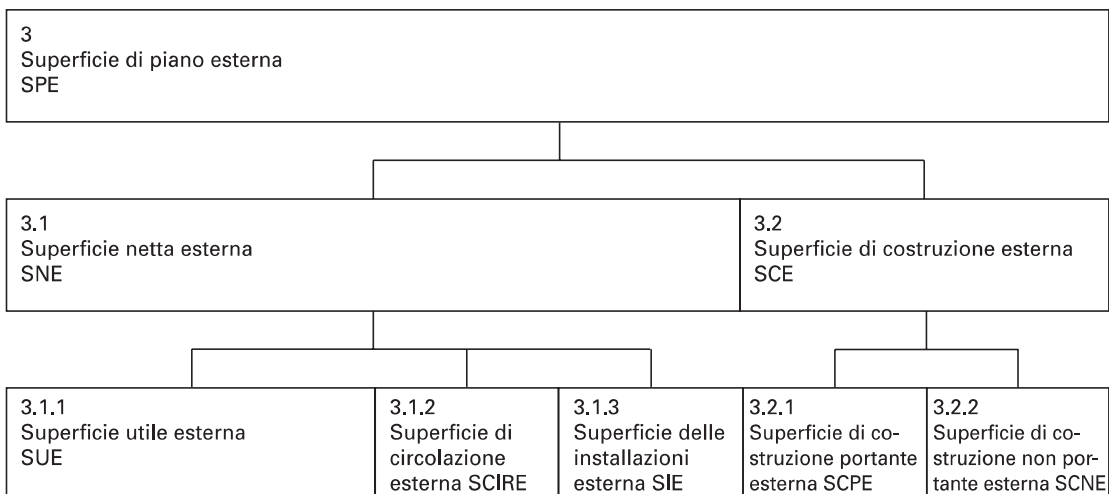 3
Superficie di piano esterna
SPE
3.1
Superficie netta esterna
SNE
3.2
Superficie di costruzione esterna
SCE
3.1.1
Superficie utile esterna
SUE
3.1.2
Superficie di
circolazione
esterna SCIRE
3.1.3
Superficie delle
installazioni
esterna SIE
3.2.1
Superficie di co-
struzione portante
esterna SCPE
3.2.2
Superficie di co-
struzione non por-
tante esterna SCNE